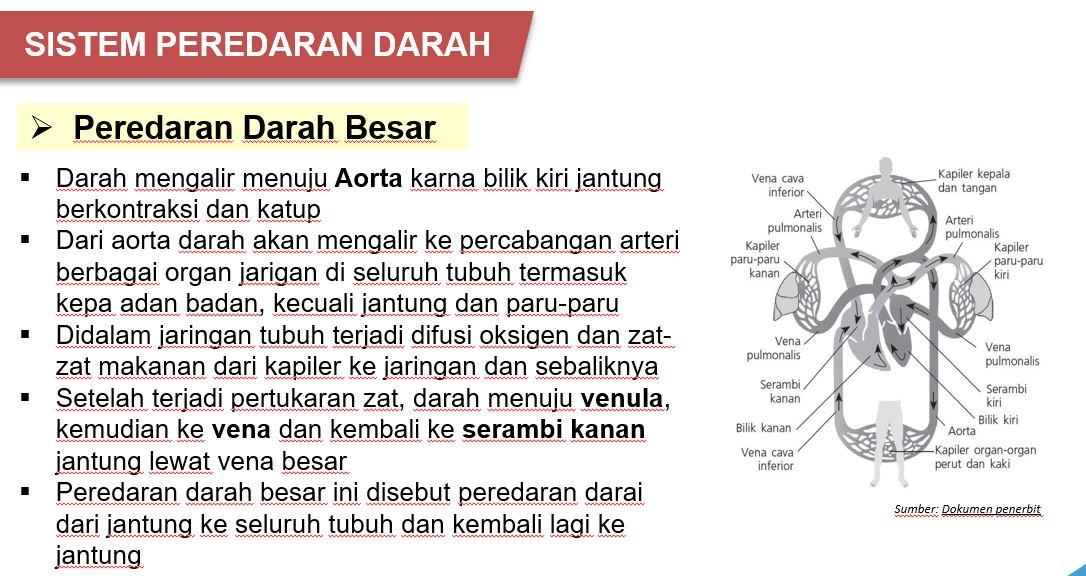 SISTEM PEREDARAN DARAH
➢ Peredaran Darah Besar
▪ Darah mengalir menuju Aorta karna bilik kiri jantung
berkontraksi dan katup
▪ Dari aorta darah akan mengalir ke percabangan arteri
berbagai organ jarigan di seluruh tubuh termasuk
kepa adan badan, kecuali jantung dan paru-paru
▪ Didalam jaringan tubuh terjadi difusi oksigen dan zat-
zat makanan dari kapiler ke jaringan dan sebaliknya
▪ Setelah terjadi pertukaran zat, darah menuju venula,
kemudian ke vena dan kembali ke serambi kanan
jantung lewat vena besar
▪ Peredaran darah besar ini disebut peredaran darai
dari jantung ke seluruh tubuh dan kembali lagi ke
jantung
Vena cava
inferior
Arteri
pulmonalis
Kapiler
paru-paru
kanan
Vena
pulmonalis
Serambi
kanan
Bilik kanan
Vena cava
inferior
Kapiler kepala
dan tangan
Arteri
pulmonalis
Kapiler
paru-paru
kiri
Vena
pulmonalis
Serambi
kiri
Bilik kiri
Aorta
Kapiler organ-organ
perut dan kaki
Sumber: Dokumen penerbit